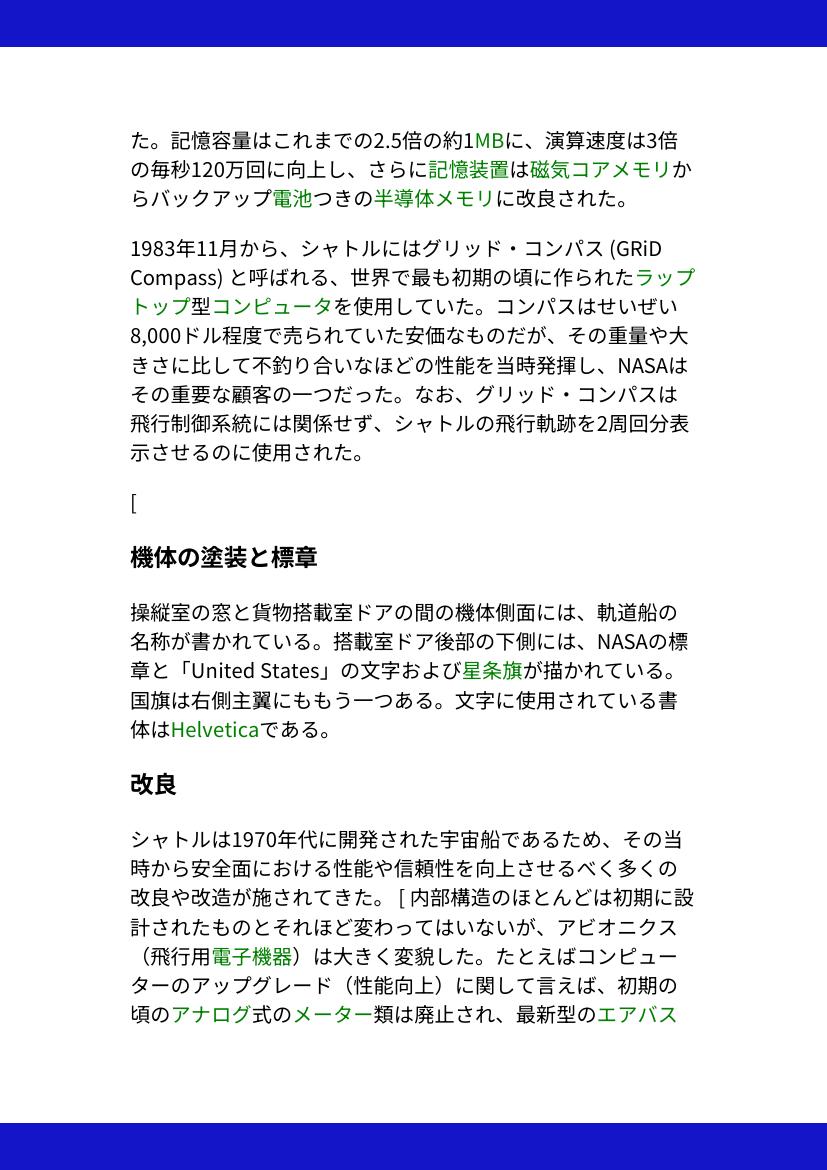 た。記憶容量はこれまでの2.5倍の約1MBに、演算速度は3倍
の毎秒120万回に向上し、さらに記憶装置は磁気コアメモリか
らバックアップ電池つきの半導体メモリに改良された。
1983年11月から、シャトルにはグリッド・コンパス (GRiD
Compass) と呼ばれる、世界で最も初期の頃に作られたラップ
トップ型コンピュータを使用していた。コンパスはせいぜい
8,000ドル程度で売られていた安価なものだが、その重量や大
きさに比して不釣り合いなほどの性能を当時発揮し、NASAは
その重要な顧客の一つだった。なお、グリッド・コンパスは
飛行制御系統には関係せず、シャトルの飛行軌跡を2周回分表
示させるのに使用された。
[
機体の塗装と標章
操縦室の窓と貨物搭載室ドアの間の機体側面には、軌道船の
名称が書かれている。搭載室ドア後部の下側には、NASAの標
章と「United States」の文字および星条旗が描かれている。
国旗は右側主翼にももう一つある。文字に使用されている書
体はHelveticaである。
改良
シャトルは1970年代に開発された宇宙船であるため、その当
時から安全面における性能や信頼性を向上させるべく多くの
改良や改造が施されてきた。 [ 内部構造のほとんどは初期に設
計されたものとそれほど変わってはいないが、アビオニクス
（飛行用電子機器）は大きく変貌した。たとえばコンピュー
ターのアップグレード（性能向上）に関して言えば、初期の
頃のアナログ式のメーター類は廃止され、最新型のエアバス